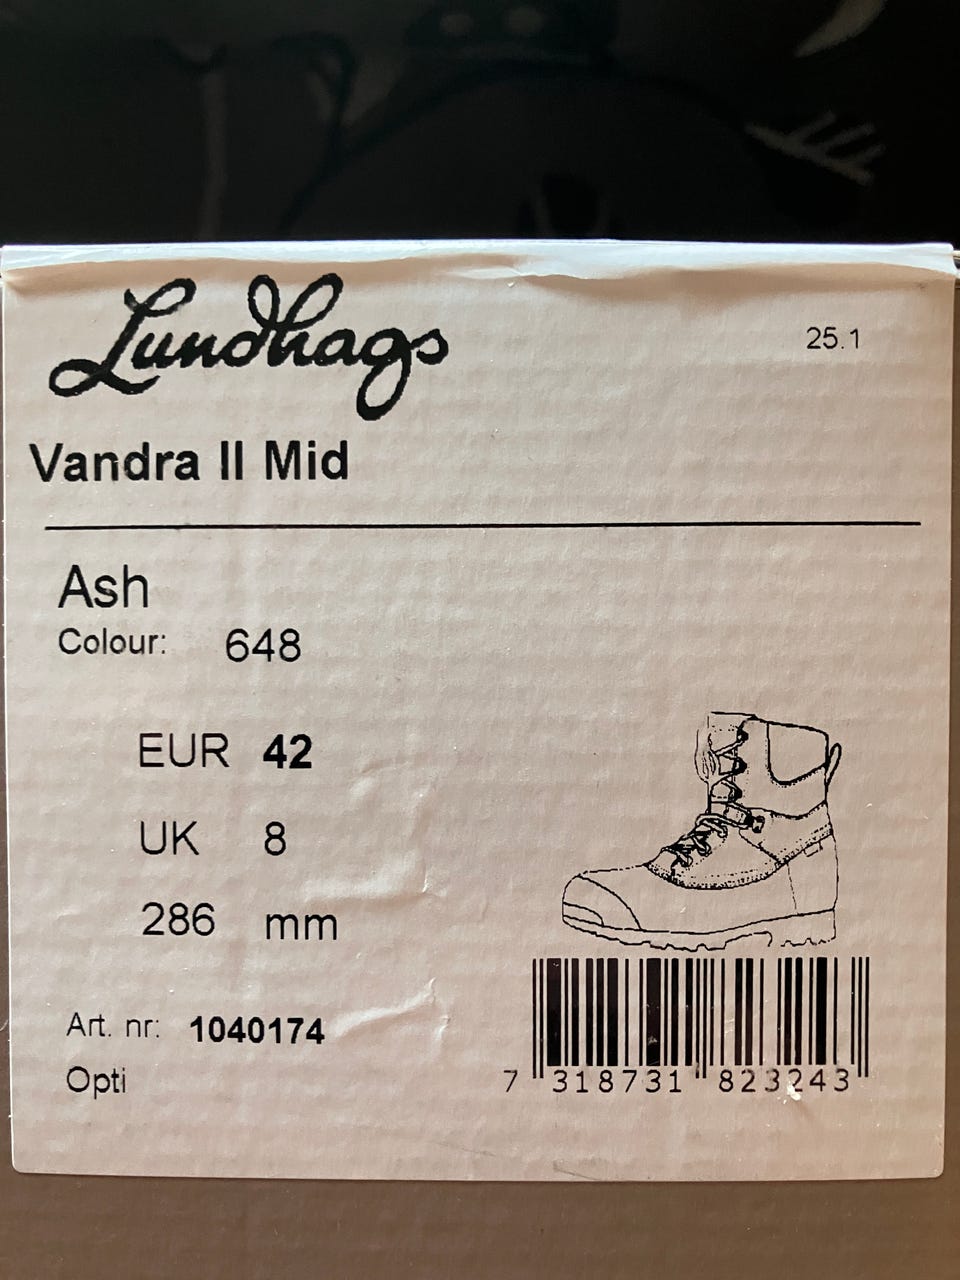 Lundhags
25.1
Vandra II Mid
Ash
Colour: 648
EUR 42
UK 8
286 mm
Art. nr: 1040174
Opti
7 318731 823243